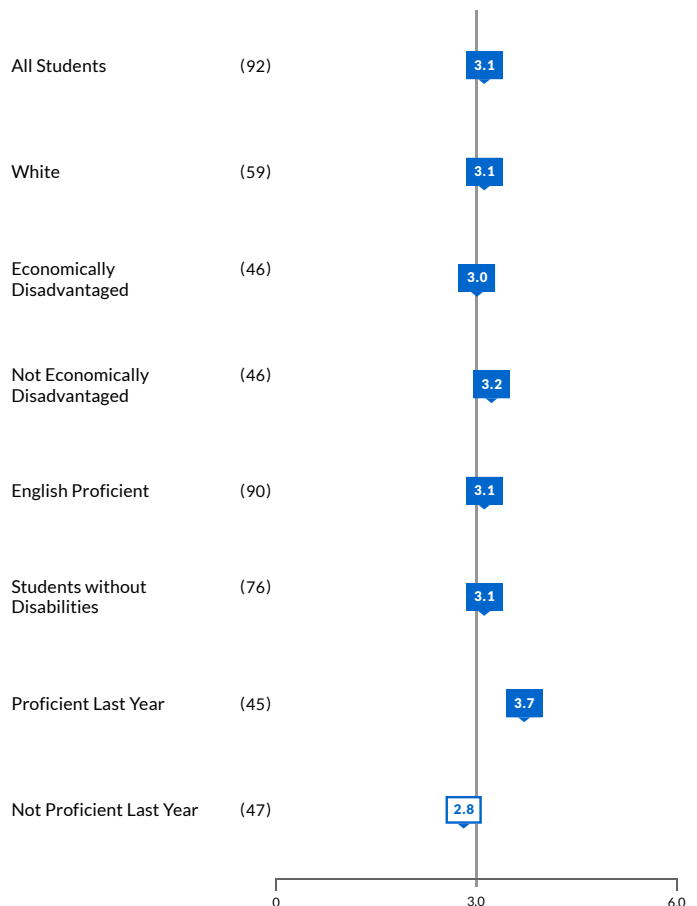 All Students (92) 3.1
White (59) 3.1
Economically (46)
Disadvantaged
3.0
Not Economically (46)
Disadvantaged
3.2
English Proficient (90) 3.1
Students without (76)
Disabilities
3.1
Proficient Last Year (45) 3.7
Not Proficient Last Year (47) 2.8
0 3.0 6.0